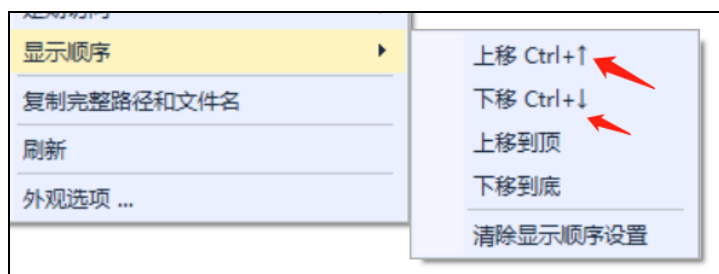 显示顺序
复制完整路径和文件名
刷新
外观选项 ...
上移 Ctrl+↑
下移 Ctrl+↓
上移到顶
下移到底
清除显示顺序设置